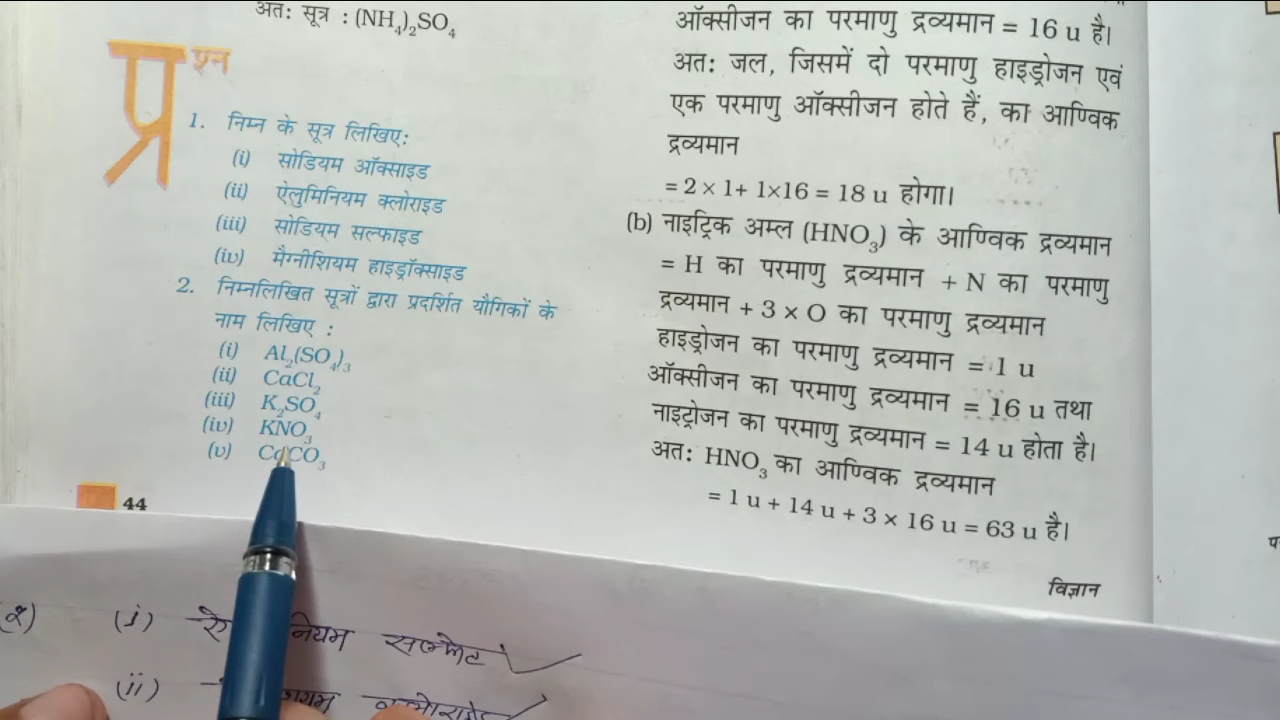 अत: सूत्र : (NH₄)₂SO₄
प्रश्न
1. निम्न के सूत्र लिखिए:
(i) सोडियम ऑक्साइड
(ii) ऐलुमिनियम क्लोराइड
(iii) सोडियम सल्फाइड
(iv) मैग्नीशियम हाइड्रॉक्साइड
2. निम्नलिखित सूत्रों द्वारा प्रदर्शित यौगिकों के
नाम लिखिए :
(i) Al₂(SO₄)₃
(ii) CaCl₂
(iii) K₂SO₄
(iv) KNO₃
(v) CaCO₃
44
ऑक्सीजन का परमाणु द्रव्यमान = 16 u है।
अत: जल, जिसमें दो परमाणु हाइड्रोजन एवं
एक परमाणु ऑक्सीजन होते हैं, का आण्विक
द्रव्यमान
= 2 × 1+ 1×16 = 18 u होगा।
(b) नाइट्रिक अम्ल (HNO₃) के आण्विक द्रव्यमान
= H का परमाणु द्रव्यमान + N का परमाणु
द्रव्यमान + 3 × O का परमाणु द्रव्यमान
हाइड्रोजन का परमाणु द्रव्यमान = 1 u
ऑक्सीजन का परमाणु द्रव्यमान = 16 u तथा
नाइट्रोजन का परमाणु द्रव्यमान = 14 u होता है।
अत: HNO₃ का आण्विक द्रव्यमान
= 1 u + 14 u + 3 × 16 u = 63 u है।
विज्ञान
(i) सल्फेट
(ii)